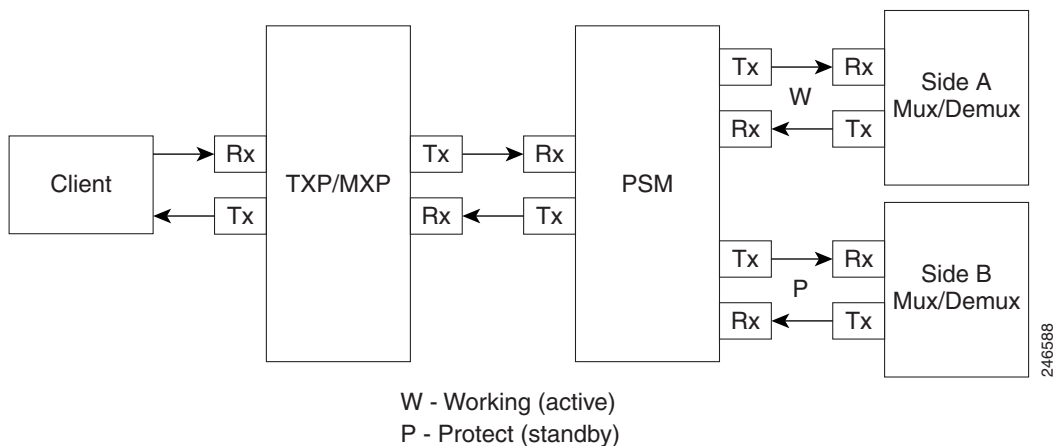 Tx
Rx
Side A
Mux/Demux
W
Rx
Tx
Rx
Tx
Rx
Client
TXP/MXP
PSM
Tx
Rx
Tx
Tx
Rx
Side B
Mux/Demux
P
Rx
Tx
246588
W - Working (active)
P - Protect (standby)